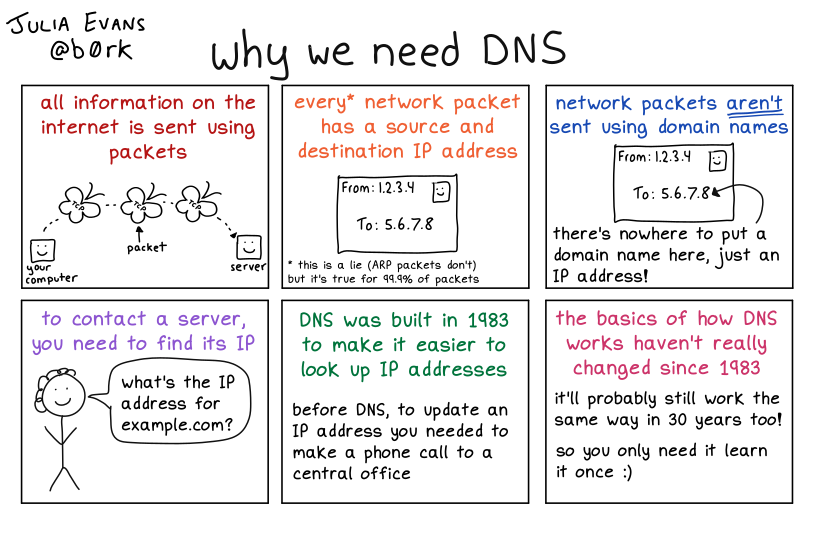 JULIA EVANS
@b0rk
why we need DNS
all information on the
internet is sent using
packets
TCP
TCP
TCP
packet
your
computer
server
every* network packet
has a source and
destination IP address
From: 1.2.3.4
To: 5.6.7.8
* this is a lie (ARP packets don't)
but it's true for 99.9% of packets
network packets aren't
sent using domain names
From: 1.2.3.4
To: 5.6.7.8
there's nowhere to put a
domain name here, just an
IP address!
to contact a server,
you need to find its IP
what's the IP
address for
example.com?
DNS was built in 1983
to make it easier to
look up IP addresses
before DNS, to update an
IP address you needed to
make a phone call to a
central office
the basics of how DNS
works haven't really
changed since 1983
it'll probably still work the
same way in 30 years too!
so you only need it learn
it once :)